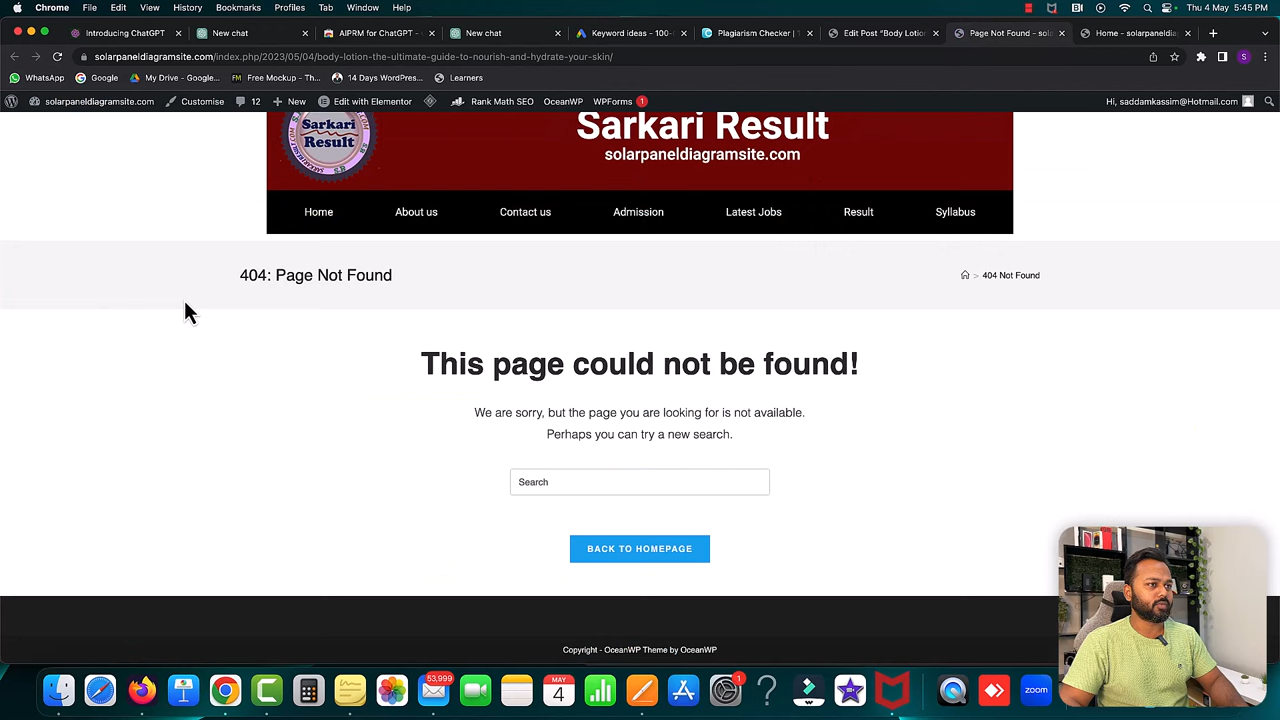 Chrome File Edit View History Bookmarks Profiles Tab Window Help
Thu 4 May 5:45 PM
Introducing ChatGPT
New chat
AIPRM for ChatGPT -
New chat
Keyword ideas - 100-
Plagiarism Checker |
Edit Post “Body Lotion
Page Not Found - sola
Home - solarpaneldiag
solarpaneldiagramsite.com/index.php/2023/05/04/body-lotion-the-ultimate-guide-to-nourish-and-hydrate-your-skin/
WhatsApp Google My Drive - Google... Free Mockup - Th... 14 Days WordPres... Learners
solarpaneldiagramsite.com Customise 12 New Edit with Elementor Rank Math SEO OceanWP WPForms 1 Hi, saddamkassim@Hotmail.com
Sarkari
Result
Sarkari Result
solarpaneldiagramsite.com
Home About us Contact us Admission Latest Jobs Result Syllabus
404: Page Not Found
> 404 Not Found
This page could not be found!
We are sorry, but the page you are looking for is not available.
Perhaps you can try a new search.
Search
BACK TO HOMEPAGE
Copyright - OceanWP Theme by OceanWP
53,999
MAY
4
1
zoom